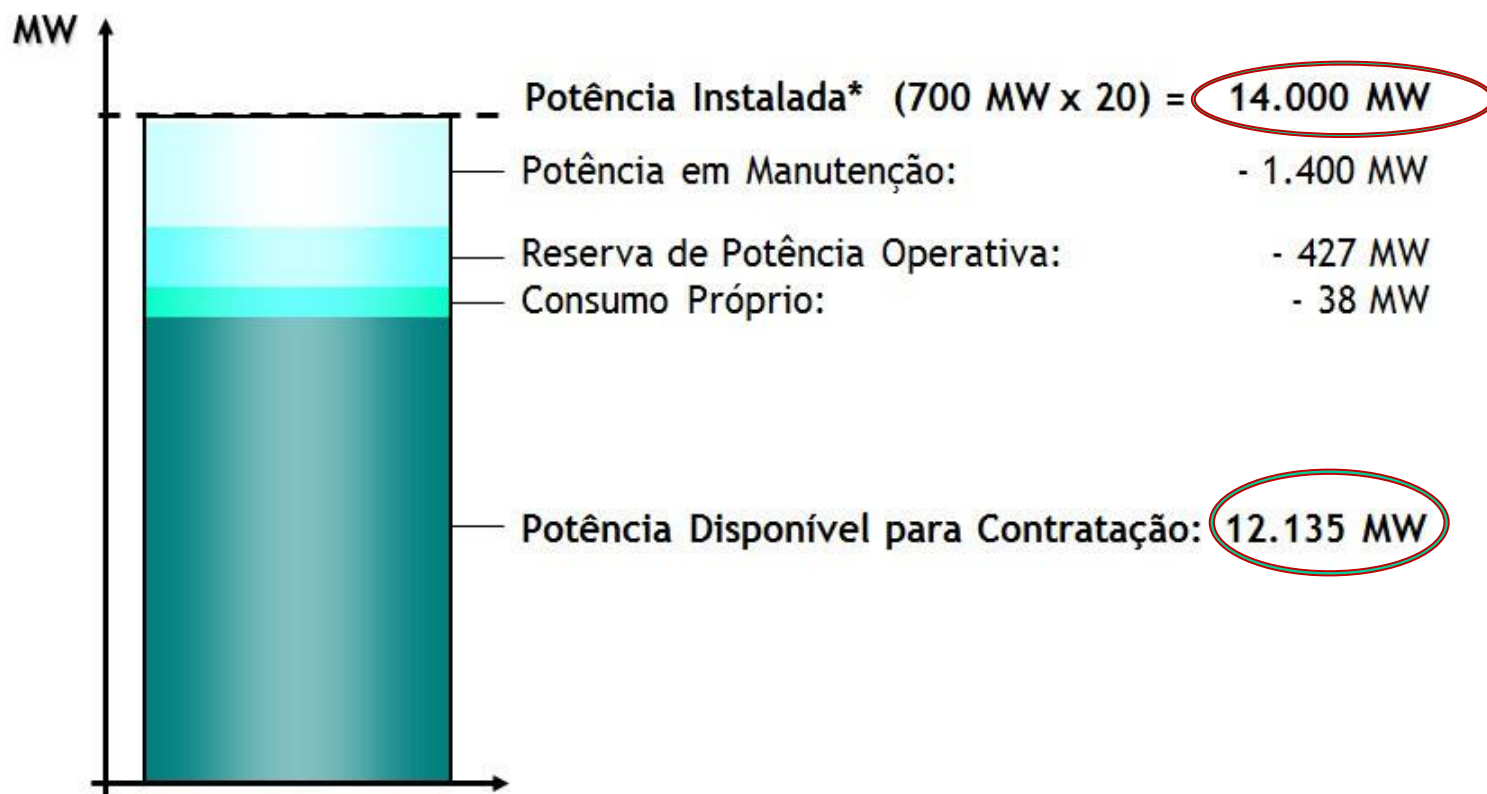 MW
Potência Instalada* (700 MW x 20) = 14.000 MW
Potência em Manutenção: - 1.400 MW
Reserva de Potência Operativa: - 427 MW
Consumo Próprio: - 38 MW
Potência Disponível para Contratação: 12.135 MW